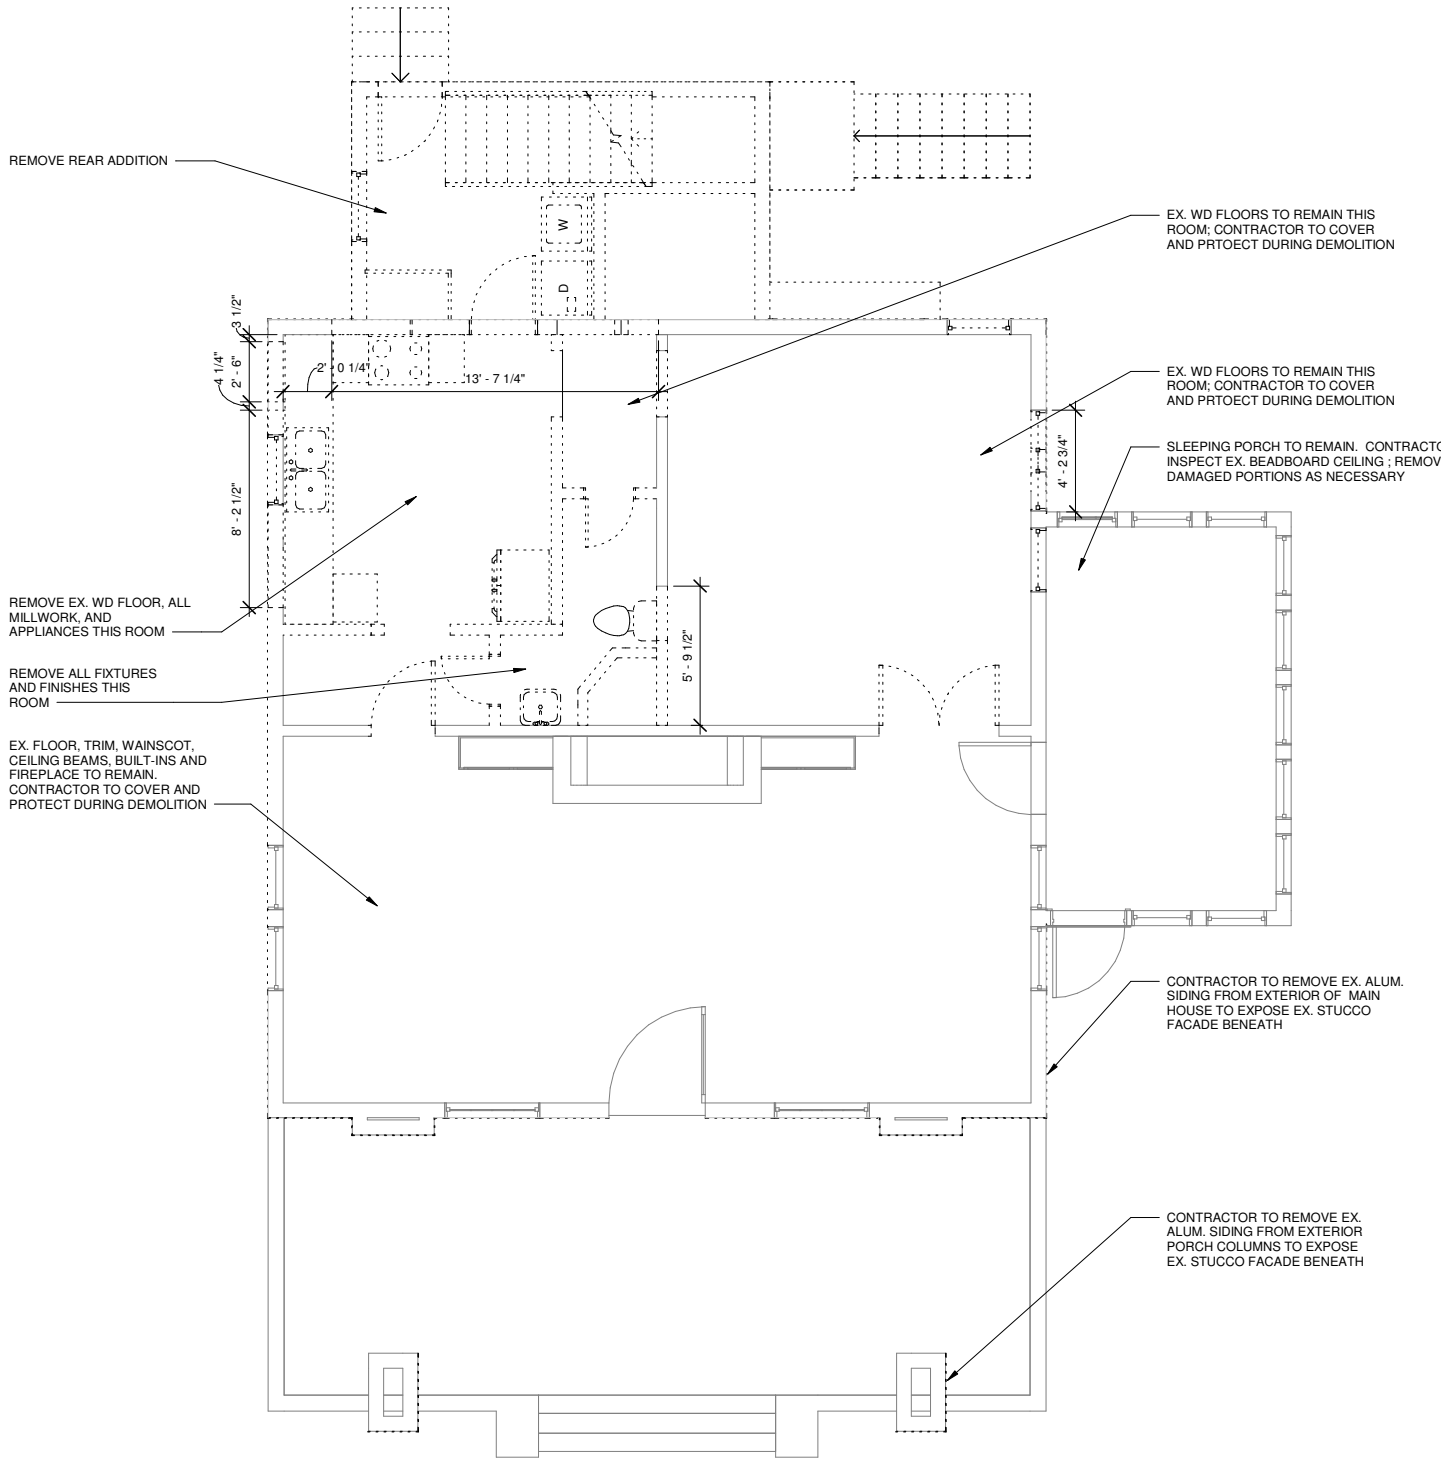 REMOVE REAR ADDITION
W
D
EX. WD FLOORS TO REMAIN THIS
ROOM; CONTRACTOR TO COVER
AND PRTOECT DURING DEMOLITION
3 1/2"
2' - 6"
4 1/4"
8' - 2 1/2"
2' - 0 1/4"
13' - 7 1/4"
EX. WD FLOORS TO REMAIN THIS
ROOM; CONTRACTOR TO COVER
AND PRTOECT DURING DEMOLITION
4' - 2 3/4"
SLEEPING PORCH TO REMAIN. CONTRACTO
INSPECT EX. BEADBOARD CEILING ; REMOV
DAMAGED PORTIONS AS NECESSARY
REMOVE EX. WD FLOOR, ALL
MILLWORK, AND
APPLIANCES THIS ROOM
5' - 9 1/2"
REMOVE ALL FIXTURES
AND FINISHES THIS
ROOM
EX. FLOOR, TRIM, WAINSCOT,
CEILING BEAMS, BUILT-INS AND
FIREPLACE TO REMAIN.
CONTRACTOR TO COVER AND
PROTECT DURING DEMOLITION
CONTRACTOR TO REMOVE EX. ALUM.
SIDING FROM EXTERIOR OF MAIN
HOUSE TO EXPOSE EX. STUCCO
FACADE BENEATH
CONTRACTOR TO REMOVE EX.
ALUM. SIDING FROM EXTERIOR
PORCH COLUMNS TO EXPOSE
EX. STUCCO FACADE BENEATH